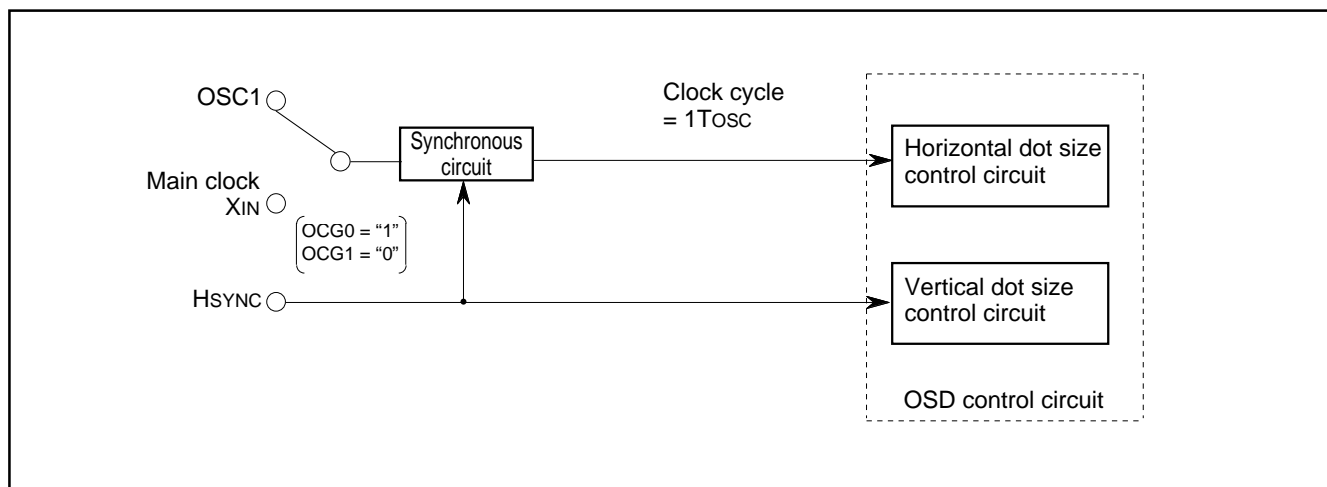 OSC1
Main clock
XIN
OCG0 = “1”
OCG1 = “0”
HSYNC
Synchronous
circuit
Clock cycle
= 1TOSC
Horizontal dot size
control circuit
Vertical dot size
control circuit
OSD control circuit